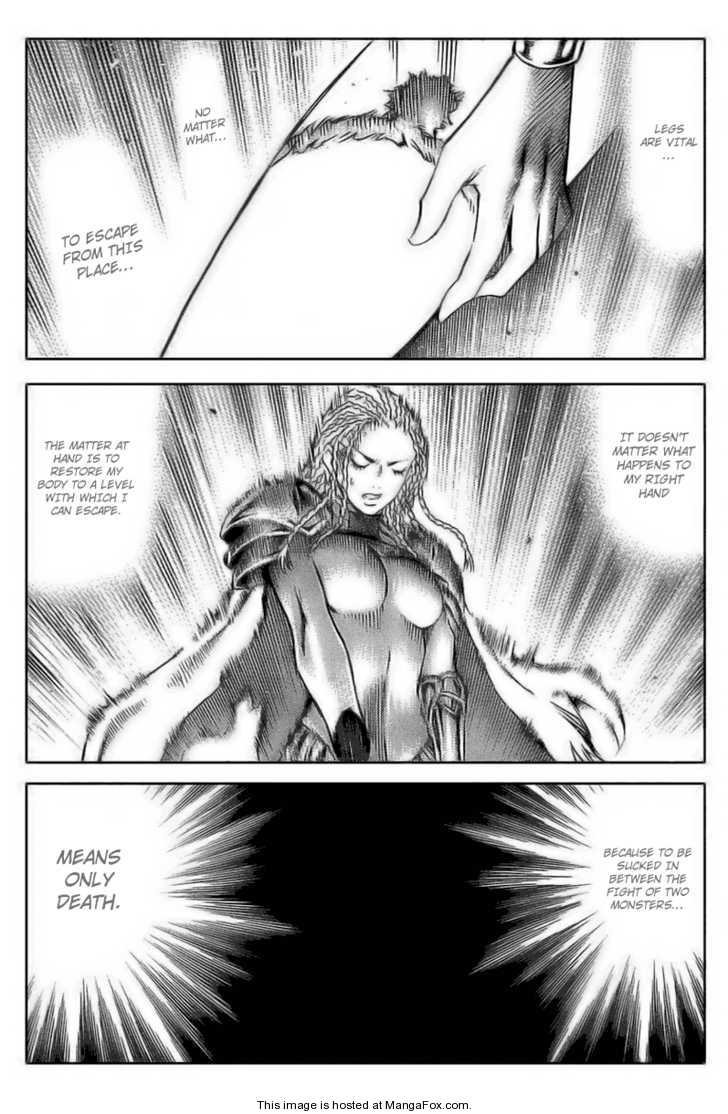 LEGS
ARE VITAL
...
NO
MATTER
WHAT...
TO ESCAPE
FROM THIS
PLACE...
IT DOESN'T
MATTER WHAT
HAPPENS TO
MY RIGHT
HAND
THE MATTER AT
HAND IS TO
RESTORE MY
BODY TO A LEVEL
WITH WHICH I
CAN ESCAPE.
BECAUSE TO BE
SUCKED IN
BETWEEN THE
FIGHT OF TWO
MONSTERS...
MEANS
ONLY
DEATH.
This image is hosted at MangaFox.com.